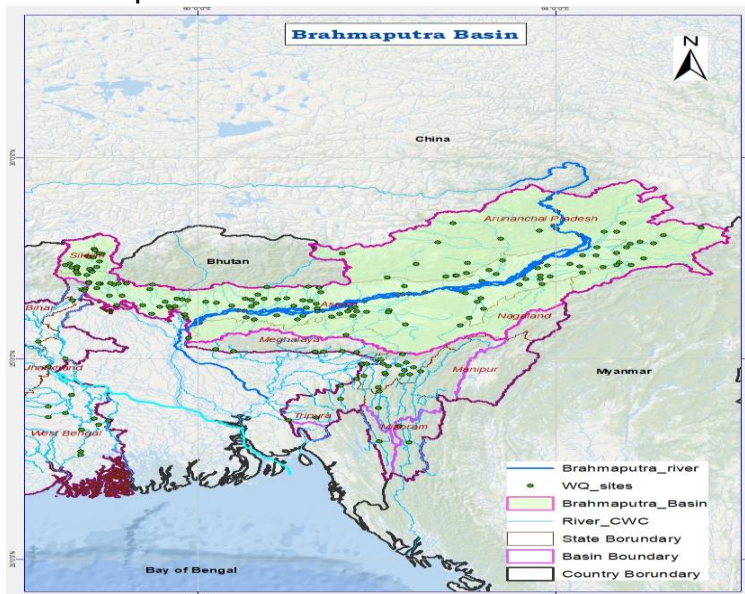 Brahmaputra Basin
N
China
Arunanchal Pradesh
Sikkim
Bhutan
Assam
Bihar
Nagaland
Meghalaya
Jharkhand
Manipur
Myanmar
Tripura
West Bengal
Mizoram
Bay of Bengal
Brahmaputra_river
WQ_sites
Brahmaputra_Basin
River_CWC
State Borundary
Basin Boundary
Country Borundary